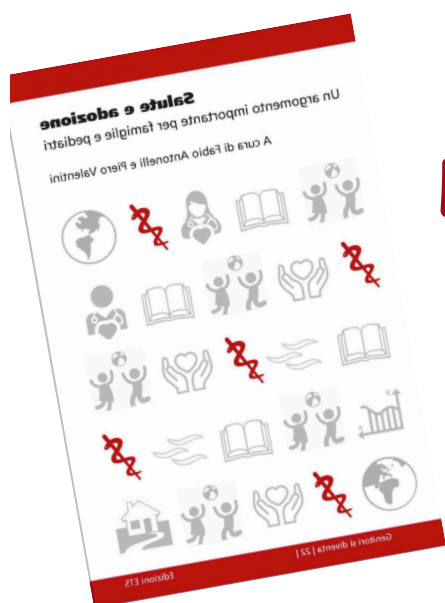 Salute e adozione
Un argomento importante per famiglie e pediatri
A cura di Fabio Antonelli e Piero Valentini
Genitori si diventa | 22 |
Edizioni ETS